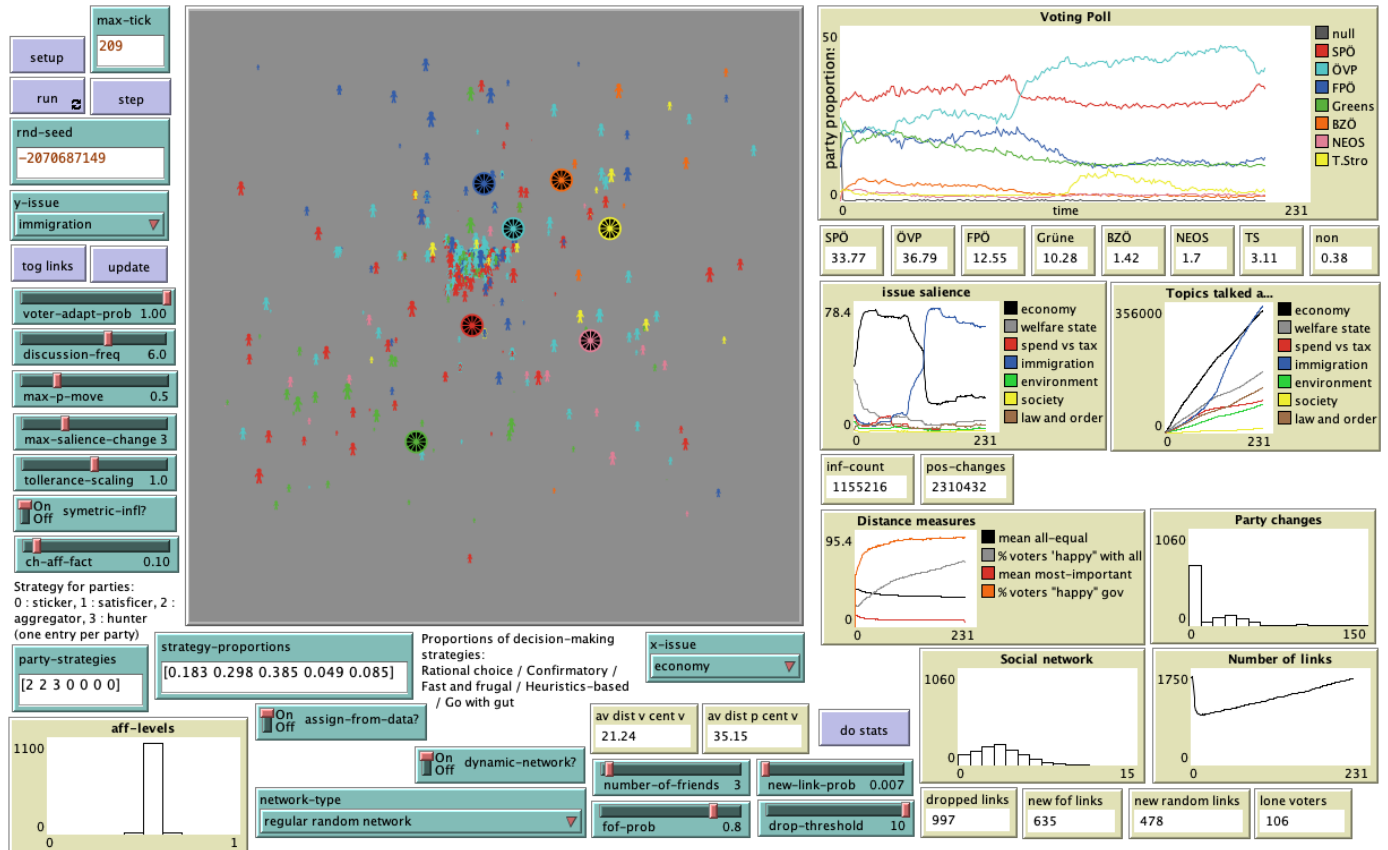 max-tick
209
setup
run
step
rnd-seed
-2070687149
y-issue
immigration
tog links
update
voter-adapt-prob 1.00
discussion-freq 6.0
max-p-move 0.5
max-salience-change 3
tollerance-scaling 1.0
On
Off
symetric-infl?
ch-aff-fact 0.10
Strategy for parties:
0 : sticker, 1 : satisficer, 2 :
aggregator, 3 : hunter
(one entry per party)
party-strategies
[2 2 3 0 0 0 0]
strategy-proportions
[0.183 0.298 0.385 0.049 0.085]
Proportions of decision-making
strategies:
Rational choice / Confirmatory /
Fast and frugal / Heuristics-based
/ Go with gut
x-issue
economy
aff-levels
1100
0
0
1
On
Off
assign-from-data?
On
Off
dynamic-network?
network-type
regular random network
av dist v cent v
21.24
av dist p cent v
35.15
do stats
number-of-friends 3
new-link-prob 0.007
fof-prob 0.8
drop-threshold 10
Voting Poll
50
party proportions
0
0
time
231
null
SPÖ
ÖVP
FPÖ
Greens
BZÖ
NEOS
T.Stro
SPÖ
33.77
ÖVP
36.79
FPÖ
12.55
Grüne
10.28
BZÖ
1.42
NEOS
1.7
TS
3.11
non
0.38
issue salience
78.4
0
0
231
economy
welfare state
spend vs tax
immigration
environment
society
law and order
Topics talked a...
356000
0
0
231
economy
welfare state
spend vs tax
immigration
environment
society
law and order
inf-count
1155216
pos-changes
2310432
Distance measures
95.4
0
0
231
mean all-equal
% voters 'happy" with all
mean most-important
% voters "happy" gov
Party changes
1060
0
0
150
Social network
1060
0
0
15
Number of links
1750
0
0
231
dropped links
997
new fof links
635
new random links
478
lone voters
106